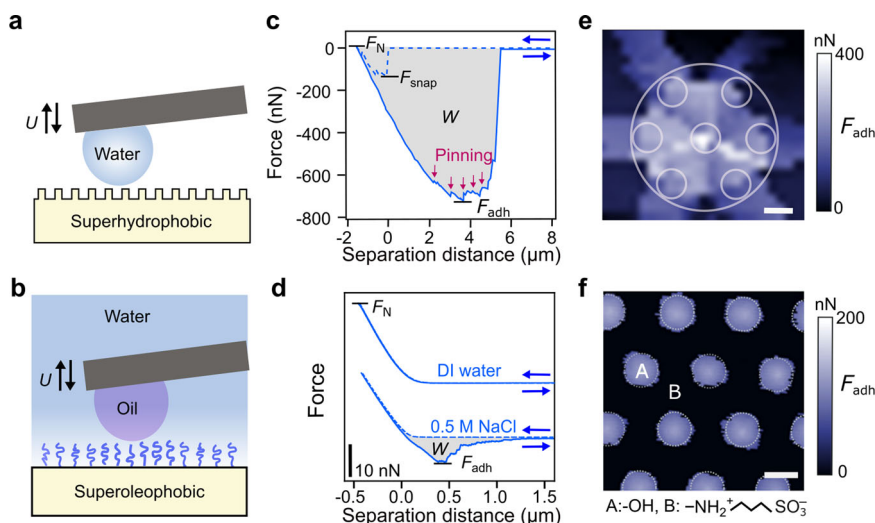 a
U
Water
Superhydrophobic
b
Water
U
Oil
Superoleophobic
c
Force (nN)
0
-200
-400
-600
-800
F_N
F_snap
W
Pinning
F_adh
-2 0 2 4 6 8
Separation distance (μm)
d
Force
F_N
DI water
0.5 M NaCl
W
F_adh
10 nN
-0.5 0.0 0.5 1.0 1.5
Separation distance (μm)
e
nN
400
F_adh
0
f
nN
200
A
B
F_adh
0
A:-OH, B: –NH₂⁺ SO₃⁻